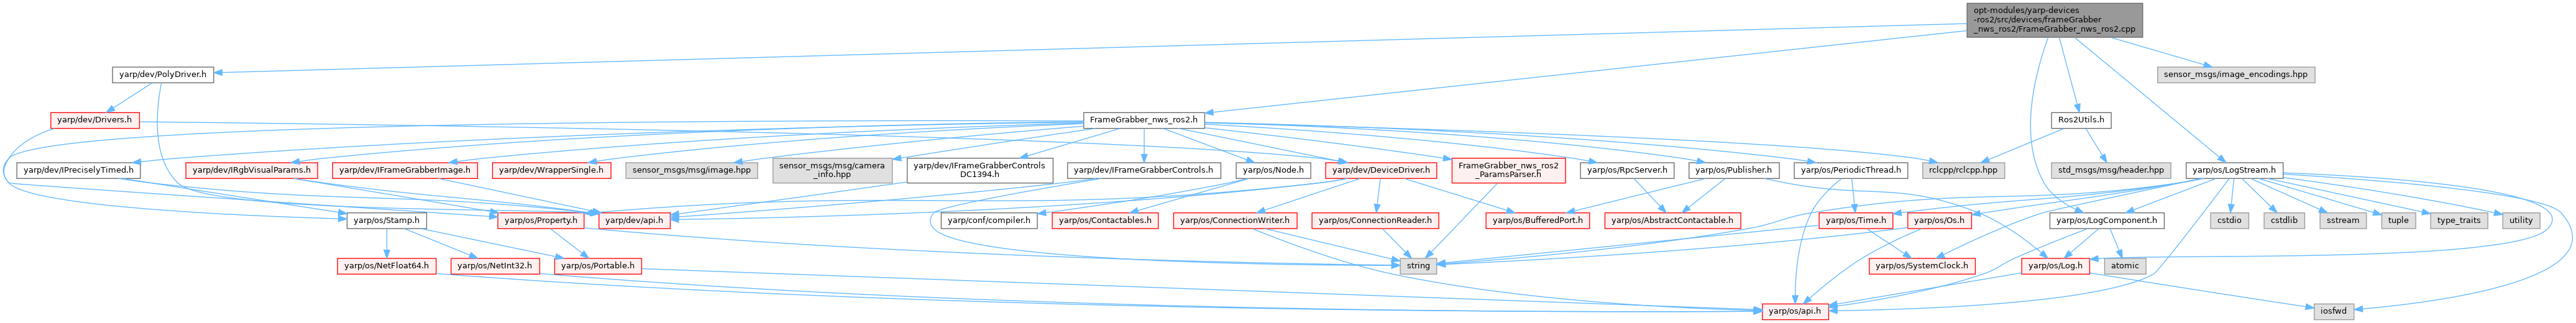 opt-modules/yarp-devices
-ros2/src/devices/frameGrabber
_nws_ros2/FrameGrabber_nws_ros2.cpp
yarp/dev/PolyDriver.h
sensor_msgs/image_encodings.hpp
yarp/dev/Drivers.h
FrameGrabber_nws_ros2.h
Ros2Utils.h
yarp/dev/IPreciselyTimed.h
yarp/dev/IRgbVisualParams.h
yarp/dev/IFrameGrabberImage.h
yarp/dev/WrapperSingle.h
sensor_msgs/msg/image.hpp
sensor_msgs/msg/camera
_info.hpp
yarp/dev/IFrameGrabberControls
DC1394.h
yarp/dev/IFrameGrabberControls.h
yarp/os/Node.h
yarp/dev/DeviceDriver.h
FrameGrabber_nws_ros2
_ParamsParser.h
yarp/os/RpcServer.h
yarp/os/Publisher.h
yarp/os/PeriodicThread.h
rclcpp/rclcpp.hpp
std_msgs/msg/header.hpp
yarp/os/LogStream.h
yarp/os/Stamp.h
yarp/os/Property.h
yarp/dev/api.h
yarp/conf/compiler.h
yarp/os/Contactables.h
yarp/os/ConnectionWriter.h
yarp/os/ConnectionReader.h
yarp/os/BufferedPort.h
yarp/os/AbstractContactable.h
yarp/os/Time.h
yarp/os/Os.h
yarp/os/LogComponent.h
cstdio
cstdlib
sstream
tuple
type_traits
utility
yarp/os/NetFloat64.h
yarp/os/NetInt32.h
yarp/os/Portable.h
string
yarp/os/SystemClock.h
yarp/os/Log.h
atomic
yarp/os/api.h
iosfwd